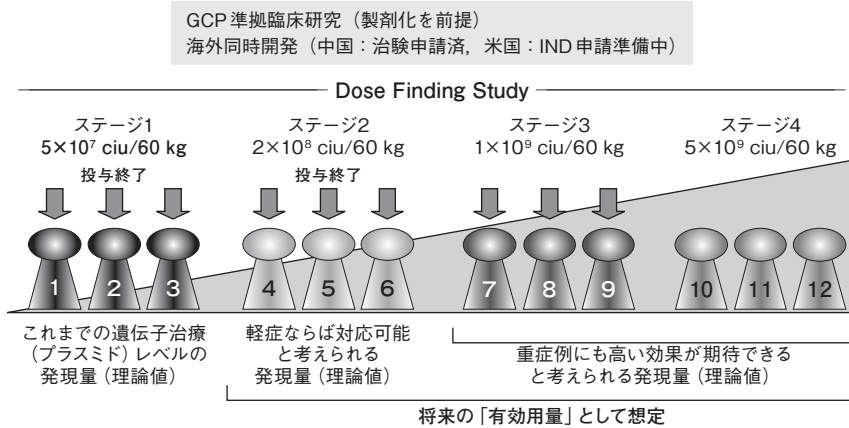 GCP準拠臨床研究（製剤化を前提）
海外同時開発（中国：治験申請済，米国：IND申請準備中）
Dose Finding Study
ステージ1
5×10⁷ ciu/60 kg
投与終了
ステージ2
2×10⁸ ciu/60 kg
投与終了
ステージ3
1×10⁹ ciu/60 kg
ステージ4
5×10⁹ ciu/60 kg
1 2 3 4 5 6 7 8 9 10 11 12
これまでの遺伝子治療
（プラスミド）レベルの
発現量（理論値）
軽症ならば対応可能
と考えられる
発現量（理論値）
重症例にも高い効果が期待できる
と考えられる発現量（理論値）
将来の「有効用量」として想定